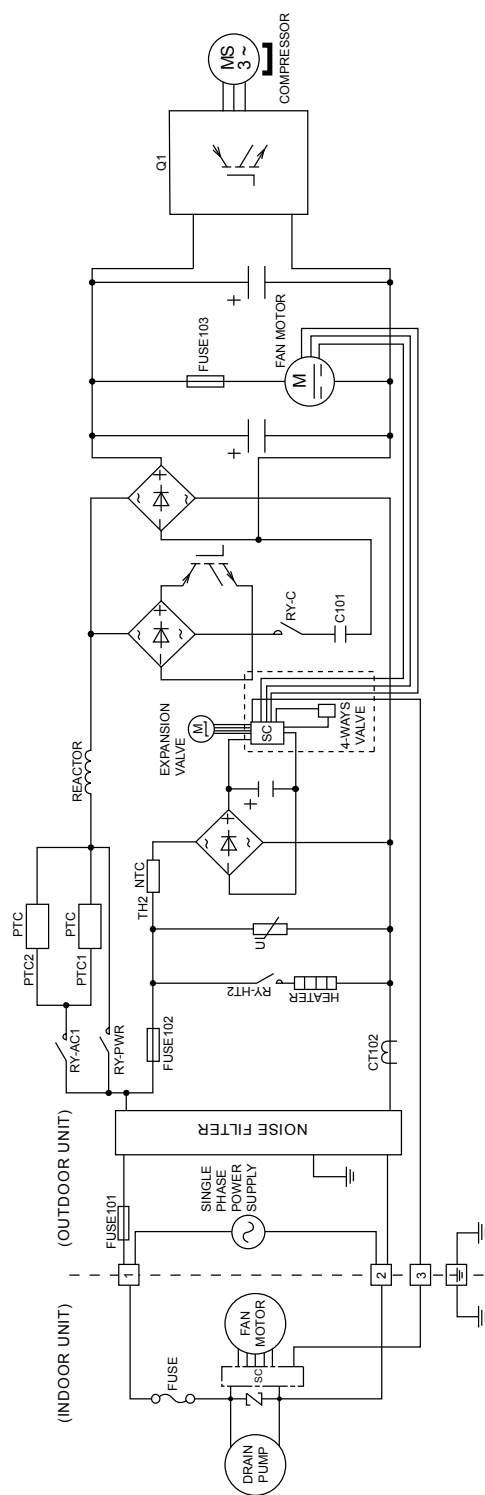 (INDOOR UNIT)
(OUTDOOR UNIT)
DRAIN
PUMP
FUSE
SC
FAN
MOTOR
1
2
3
FUSE101
SINGLE
PHASE
POWER
SUPPLY
NOISE FILTER
RY-AC1
RY-PWR
FUSE102
CT102
PTC2
PTC
PTC1
PTC
REACTOR
RY-HT2
HEATER
U
TH2
NTC
+
~
~
+
-
EXPANSION
VALVE
M
SC
4-WAYS
VALVE
~
+
-
~
RY-C
C101
~
+
-
~
+
FUSE103
M
FAN MOTOR
+
Q1
MS
3 ~
COMPRESSOR